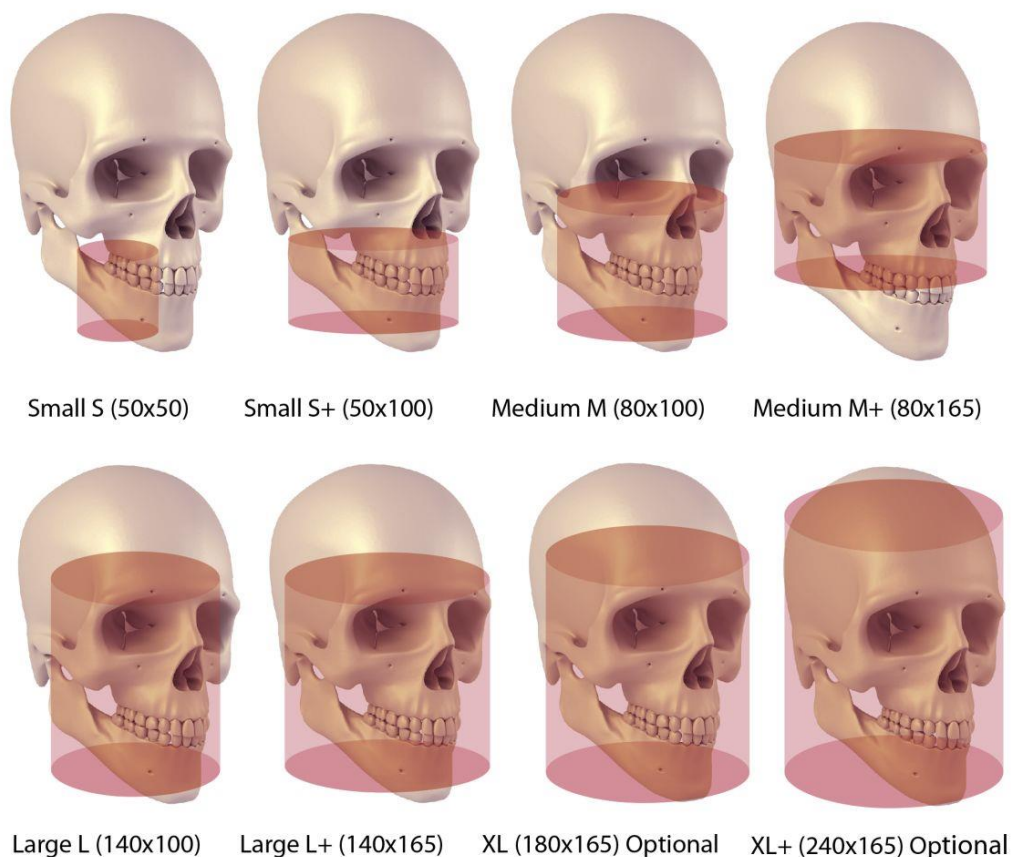 Small S (50x50)
Small S+ (50x100)
Medium M (80x100)
Medium M+ (80x165)
Large L (140x100)
Large L+ (140x165)
XL (180x165) Optional
XL+ (240x165) Optional